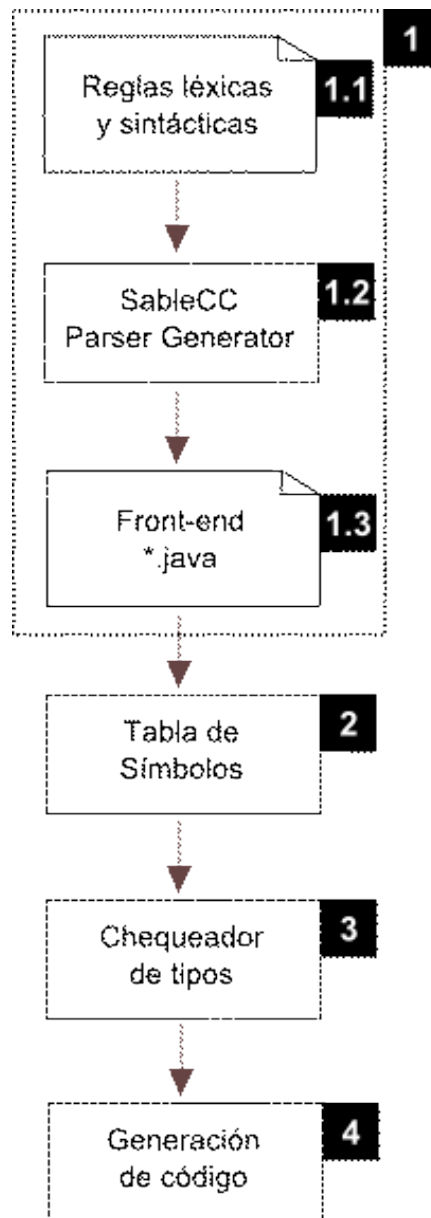 1
Reglas léxicas
y sintácticas
1.1
SableCC
Parser Generator
1.2
Front-end
*.java
1.3
Tabla de
Símbolos
2
Chequeador
de tipos
3
Generación
de código
4